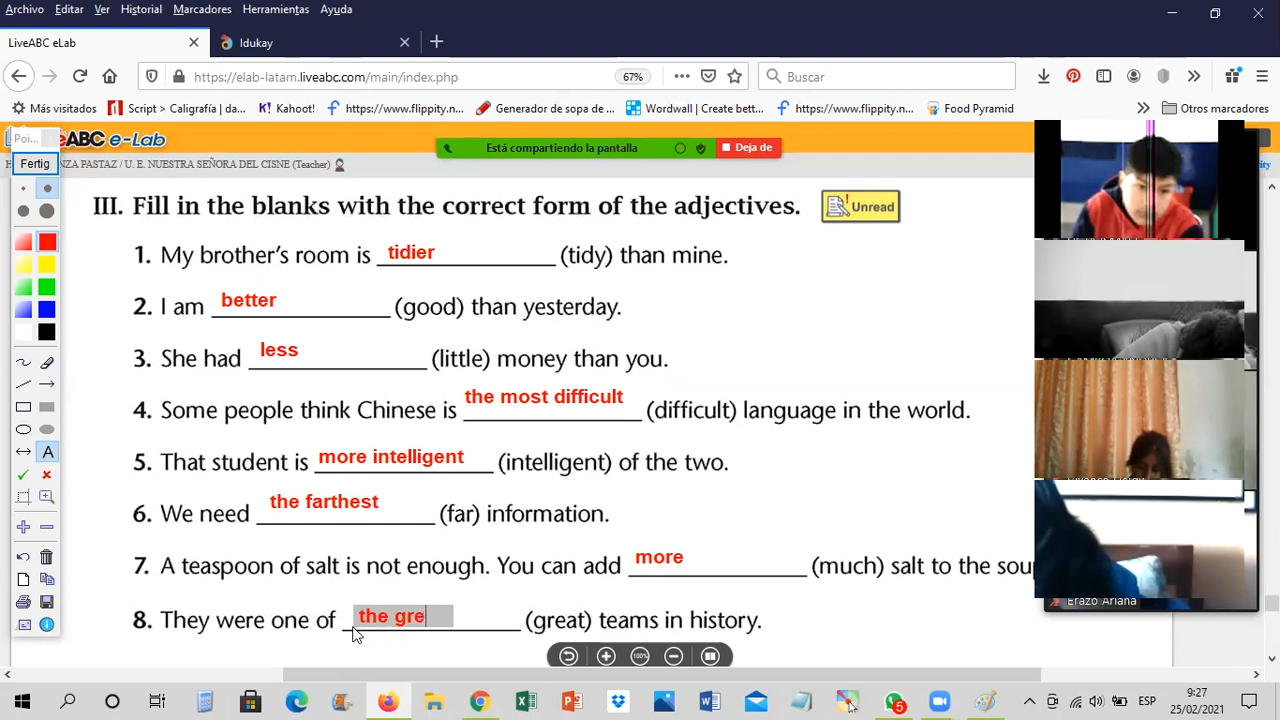 Archivo Editar Ver Historial Marcadores Herramientas Ayuda
LiveABC eLab
Idukay
https://elab-latam.liveabc.com/main/index.php
67%
Buscar
Más visitados
Script > Caligrafía | da...
Kahoot!
https://www.flippity.n...
Generador de sopa de ...
Wordwall | Create bett...
https://www.flippity.n...
Food Pyramid
Otros marcadores
Poi...
ABC e-Lab
Está compartiendo la pantalla
Deja de
Fertig
NZA PASTAZ / U. E. NUESTRA SEÑORA DEL CISNE (Teacher)
III. Fill in the blanks with the correct form of the adjectives.
Unread
1. My brother's room is tidier (tidy) than mine.
2. I am better (good) than yesterday.
3. She had less (little) money than you.
4. Some people think Chinese is the most difficult (difficult) language in the world.
5. That student is more intelligent (intelligent) of the two.
6. We need the farthest (far) information.
7. A teaspoon of salt is not enough. You can add more (much) salt to the soup
8. They were one of the gre (great) teams in history.
Erazo Ariana
100%
ESP
9:27
25/02/2021
5